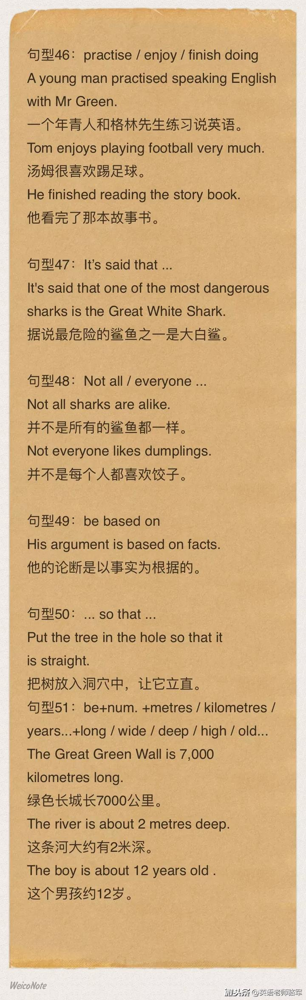 句型46：practise / enjoy / finish doing
A young man practised speaking English
with Mr Green.
一个年青人和格林先生练习说英语。
Tom enjoys playing football very much.
汤姆很喜欢踢足球。
He finished reading the story book.
他看完了那本故事书。
句型47：It’s said that ...
It's said that one of the most dangerous
sharks is the Great White Shark.
据说最危险的鲨鱼之一是大白鲨。
句型48：Not all / everyone ...
Not all sharks are alike.
并不是所有的鲨鱼都一样。
Not everyone likes dumplings.
并不是每个人都喜欢饺子。
句型49：be based on
His argument is based on facts.
他的论断是以事实为根据的。
句型50：... so that ...
Put the tree in the hole so that it
is straight.
把树放入洞穴中，让它立直。
句型51：be+num. +metres / kilometres /
years...+long / wide / deep / high / old...
The Great Green Wall is 7,000
kilometres long.
绿色长城长7000公里。
The river is about 2 metres deep.
这条河大约有2米深。
The boy is about 12 years old .
这个男孩约12岁。
WeicoNote
微头条 @英语老师骆军